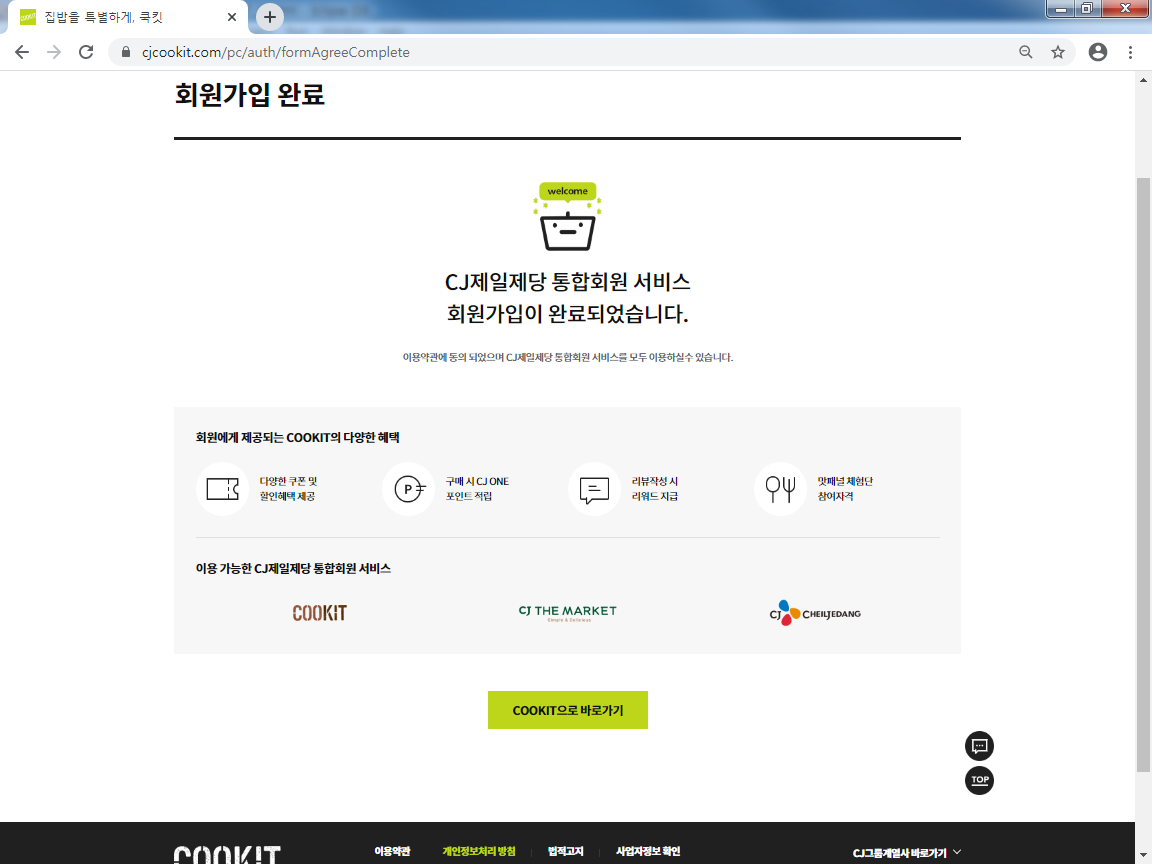 집밥을 특별하게, 쿡킷
cjcookit.com/pc/auth/formAgreeComplete
회원가입 완료
welcome
CJ제일제당 통합회원 서비스
회원가입이 완료되었습니다.
이용약관에 동의 되었으며 CJ제일제당 통합회원 서비스를 모두 이용하실수 있습니다.
회원에게 제공되는 COOKIT의 다양한 혜택
다양한 쿠폰 및
할인혜택 제공
P
구매 시 CJ ONE
포인트 적립
리뷰작성 시
리워드 지급
맛패널 체험단
참여자격
이용 가능한 CJ제일제당 통합회원 서비스
COOKIT
CJ THE MARKET
Simple & Delicious
CJ CHEILJEDANG
COOKIT으로 바로가기
TOP
COOKIT
이용약관
개인정보처리 방침
법적고지
사업자정보 확인
CJ그룹계열사 바로가기